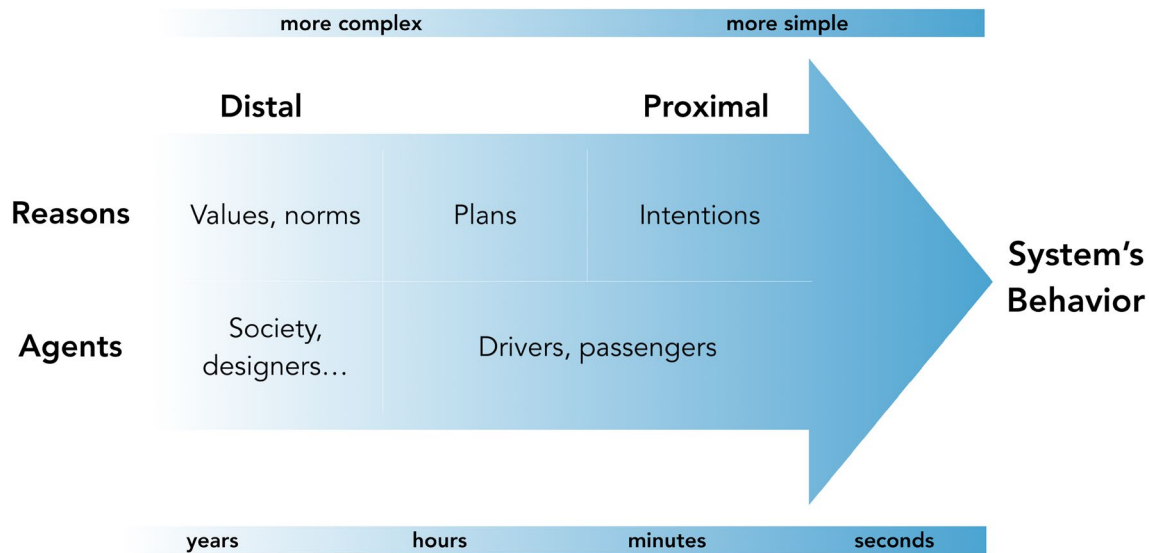 more complex more simple
Distal Proximal
Reasons Values, norms Plans Intentions
System's
Behavior
Agents Society,
designers... Drivers, passengers
years hours minutes seconds